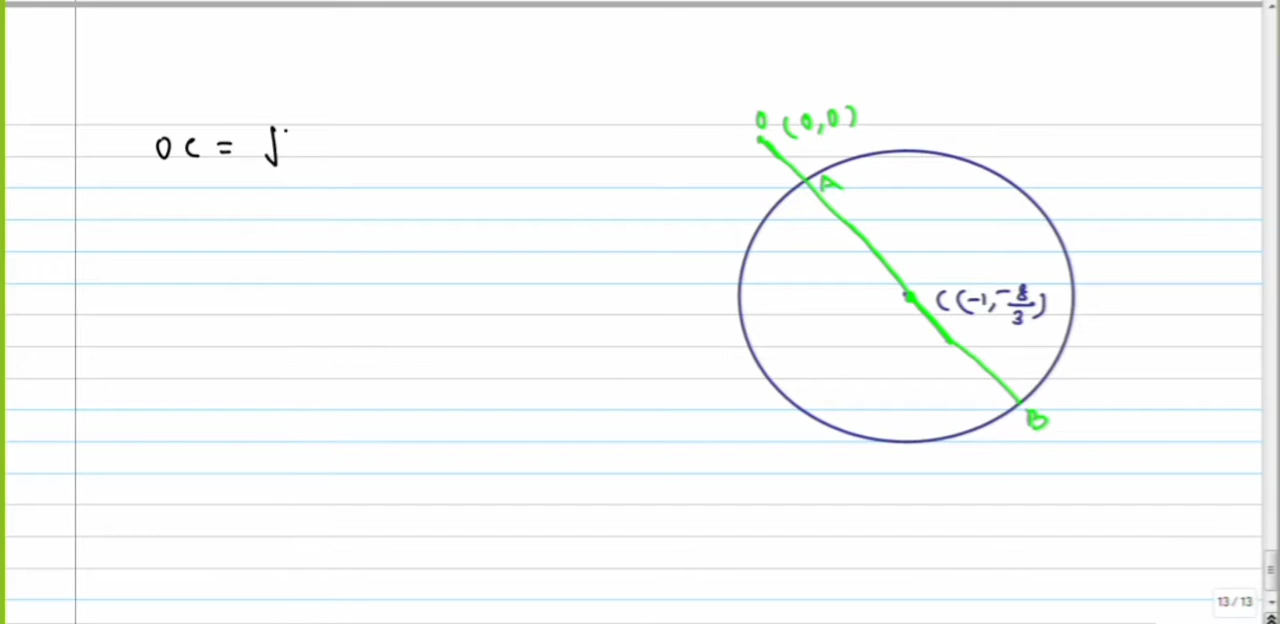 O (0,0)
OC = √
A
C(-1, -8/3)
B
13 / 13